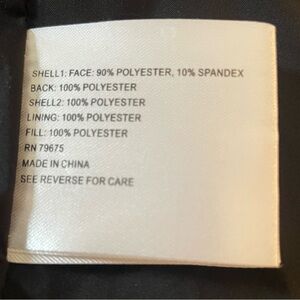 SHELL1: FACE: 90% POLYESTER, 10% SPANDEX
BACK: 100% POLYESTER
SHELL2: 100% POLYESTER
LINING: 100% POLYESTER
FILL: 100% POLYESTER
RN 79675
MADE IN CHINA
SEE REVERSE FOR CARE